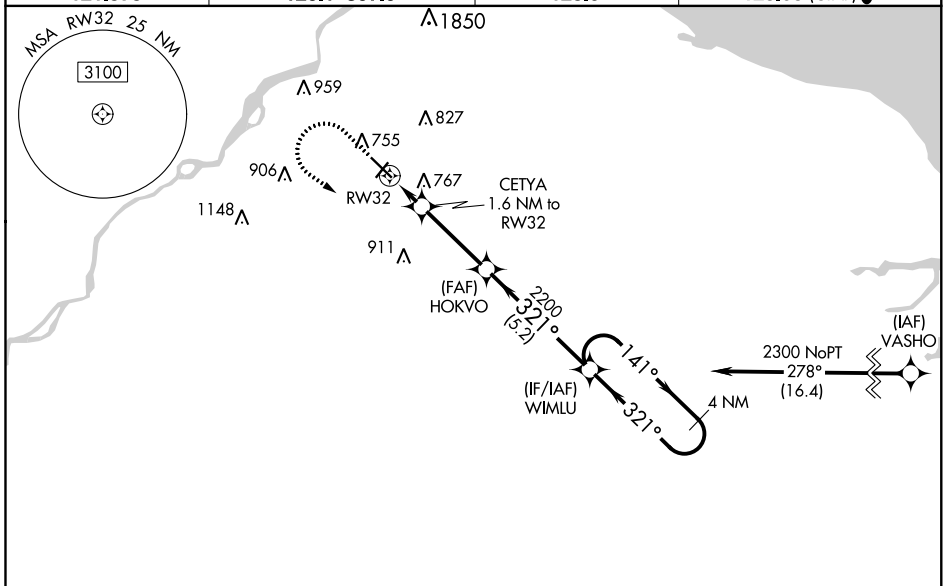 MSA RW32 25 NM
3100
1850
959
827
755
906
767
RW32
CETYA
1.6 NM to
RW32
1148
911
(FAF)
HOKVO
2200
321°
(5.2)
(IF/IAF)
WIMLU
141°
321°
4 NM
2300 NoPT
278°
(16.4)
(IAF)
VASHO